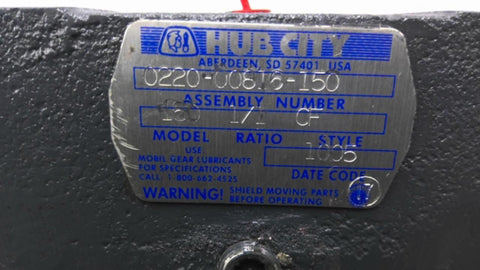 HUB CITY
ABERDEEN, SD 57401 USA
0220-00816-150
ASSEMBLY NUMBER
150 1/1 CF
MODEL RATIO STYLE
USE:
MOBIL GEAR LUBRICANTS
FOR SPECIFICATIONS
CALL: 1-800-662-4525
DATE CODE
WARNING! SHIELD MOVING PARTS
BEFORE OPERATING